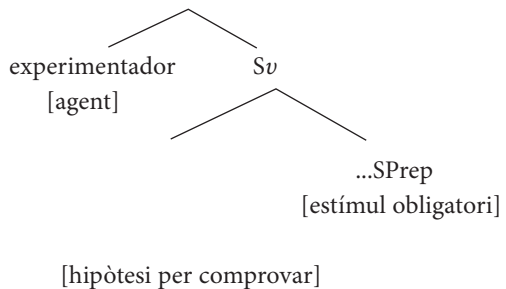 experimentador Sv
[agent]
...SPrep
[estímul obligatori]
[hipòtesi per comprovar]